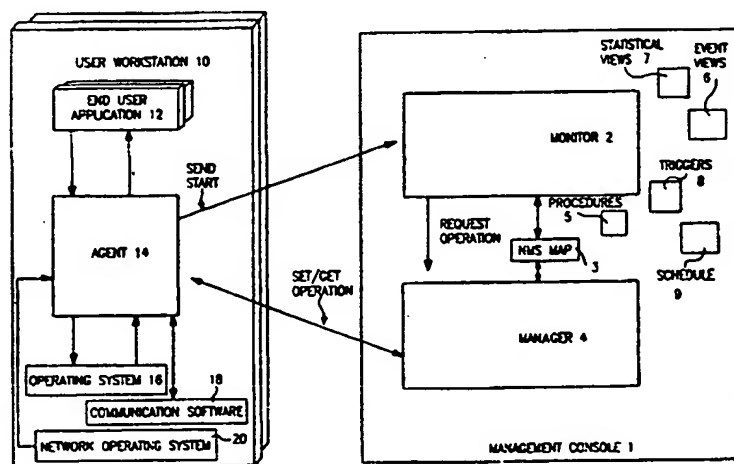 USER WORKSTATION 10
END USER
APPLICATION 12
SEND
START
AGENT 14
SET/GET
OPERATION
OPERATING SYSTEM 16
18
COMMUNICATION SOFTWARE
NETWORK OPERATING SYSTEM
20
STATISTICAL
VIEWS 7
EVENT
VIEWS
6
MONITOR 2
TRIGGERS
8
PROCEDURES
5
REQUEST
OPERATION
NMS MAP
3
SCHEDULE
9
MANAGER 4
MANAGEMENT CONSOLE 1